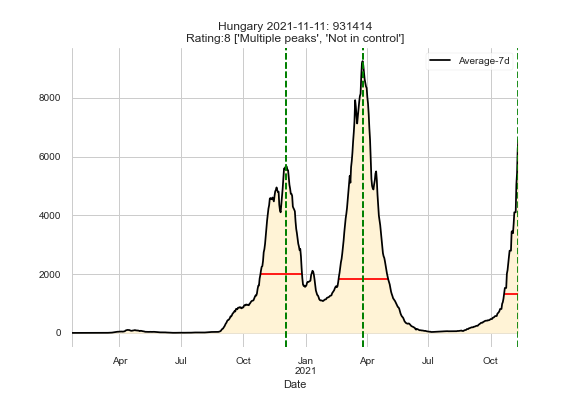 Hungary 2021-11-11: 931414
Rating:8 ['Multiple peaks', 'Not in control']
Average-7d
8000
6000
4000
2000
0
Apr
Jul
Oct
Jan
2021
Apr
Jul
Oct
Date